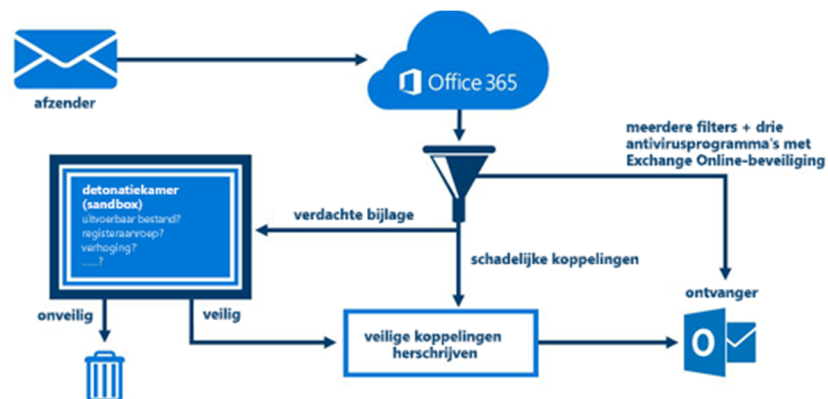 afzender
Office 365
meerdere filters + drie
antivirusprogramma's met
Exchange Online-beveiliging
detonatiekamer
(sandbox)
uitvoerbaar bestand?
registeraanroep?
verhoging?
......?
verdachte bijlage
schadelijke koppelingen
ontvanger
onveilig
veilig
veilige koppelingen
herschrijven
O